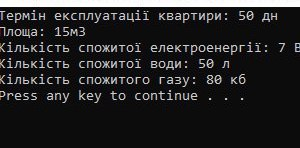 Термін експлуатації квартири: 50 дн
Площа: 15м3
Кількість спожитої електроенергії: 7 В
Кількість спожитої води: 50 л
Кількість спожитого газу: 80 кб
Press any key to continue . . .